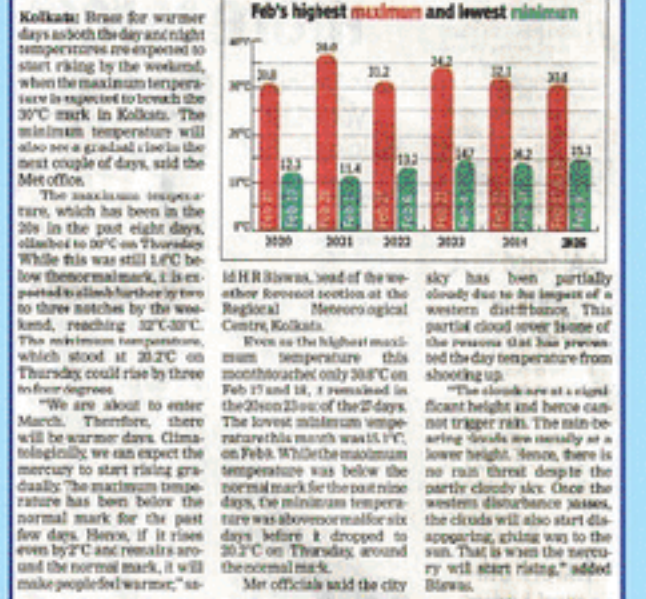 Feb's highest maximum and lowest minimum
40°C
30°C
20°C
10°C
0°C
30.8
12.3
11.4
31.2
13.2
34.2
14.2
30.8
15.1
2020
2021
2022
2023
2026
Kolkata: Brace for warmer
days as both the day and night
temperatures are expected to
start rising by the weekend,
when the maximum tempera-
ture is expected to breach the
30°C mark in Kolkata. The
minimum temperature will
also see a gradual rise in the
next couple of days, said the
Met office.
The maximum tempera-
ture, which has been in the
20s in the past eight days,
climbed to 30°C on Thursday.
While this was still 1.6°C be-
low the normal mark, it is ex-
pected to climb further by two
to three notches by the wee-
kend, reaching 32°C-33°C.
The minimum temperature,
which stood at 20.2°C on
Thursday, could rise by three
to four degrees.
"We are about to enter
March. Therefore, there
will be warmer days. Clima-
tologically, we can expect the
mercury to start rising gra-
dually. The maximum tempe-
rature has been below the
normal mark for the past
few days. Hence, if it rises
even by 2°C and remains aro-
und the normal mark, it will
make people feel warmer," sa-
id H R Biswas, head of the we-
ather forecast section at the
Regional Meteorological
Centre, Kolkata.
Even as the highest maxi-
mum temperature this
month touched only 30.8°C on
Feb 17 and 18, it remained in
the 20s on 23 out of the 27 days.
The lowest minimum tempe-
rature this month was 15.1°C,
on Feb 9. While the maximum
temperature was below the
normal mark for the past nine
days, the minimum tempera-
ture was above normal for six
days before it dropped to
20.2°C on Thursday, around
the normal mark.
Met officials said the city
sky has been partially
cloudy due to the impact of a
western disturbance. This
partial cloud cover is one of
the reasons that has preven-
ted the day temperature from
shooting up.
"The clouds are at a signi-
ficant height and hence can-
not trigger rain. The rain-be-
aring clouds are usually at a
lower height. Hence, there is
no rain threat despite the
partly cloudy sky. Once the
western disturbance passes,
the clouds will also start dis-
appearing, giving way to the
sun. That is when the mercu-
ry will start rising," added
Biswas.